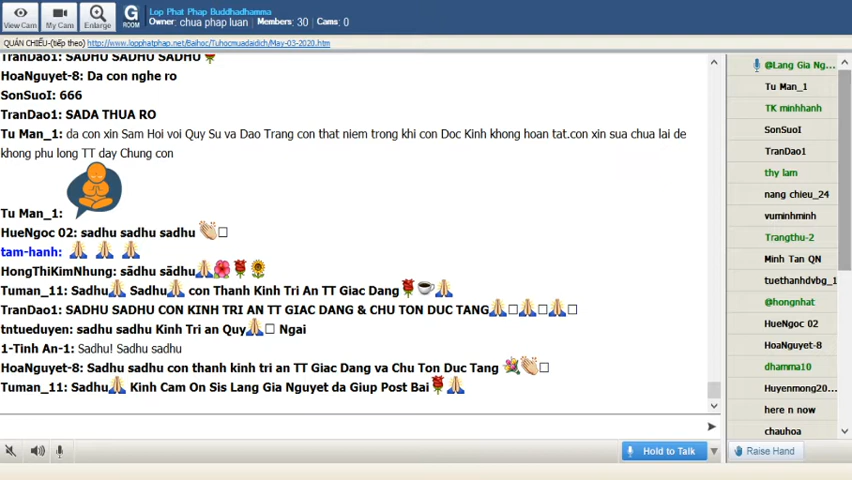 View Cam
My Cam
Enlarge
G
ROOM
Lop Phat Phap Buddhadhamma
Owner: chua phap luan Members: 30 Cams: 0
QUÁN CHIẾU-(tiếp theo) http://www.lopphatphap.net/Baihoc/Tuhocmuadaidich/May-03-2020.htm
TranDao1: SADHU SADHU SADHU
HoaNguyet-8: Da con nghe ro
SonSuoI: 666
TranDao1: SADA THUA RO
Tu Man_1: da con xin Sam Hoi voi Quy Su va Dao Trang con that niem trong khi con Doc Kinh khong hoan tat.con xin sua chua lai de
khong phu long TT day Chung con
Tu Man_1:
HueNgoc 02: sadhu sadhu sadhu
tam-hanh:
HongThiKimNhung: sādhu sādhu
Tuman_11: Sadhu Sadhu con Thanh Kinh Tri An TT Giac Dang
TranDao1: SADHU SADHU CON KINH TRI AN TT GIAC DANG & CHU TON DUC TANG
tntueduyen: sadhu sadhu Kinh Tri an Quy Ngai
1-Tinh An-1: Sadhu! Sadhu sadhu
HoaNguyet-8: Sadhu sadhu con thanh kinh tri an TT Giac Dang va Chu Ton Duc Tang
Tuman_11: Sadhu Kinh Cam On Sis Lang Gia Nguyet da Giup Post Bai
@Lang Gia Ng...
Tu Man_1
TK minhhanh
SonSuoI
TranDao1
thy lam
nang chieu_24
vuminhminh
Trangthu-2
Minh Tan QN
tuethanhdvbg_1
@hongnhat
HueNgoc 02
HoaNguyet-8
dhamma10
Huyenmong20...
here n now
chauhoa
Hold to Talk
Raise Hand